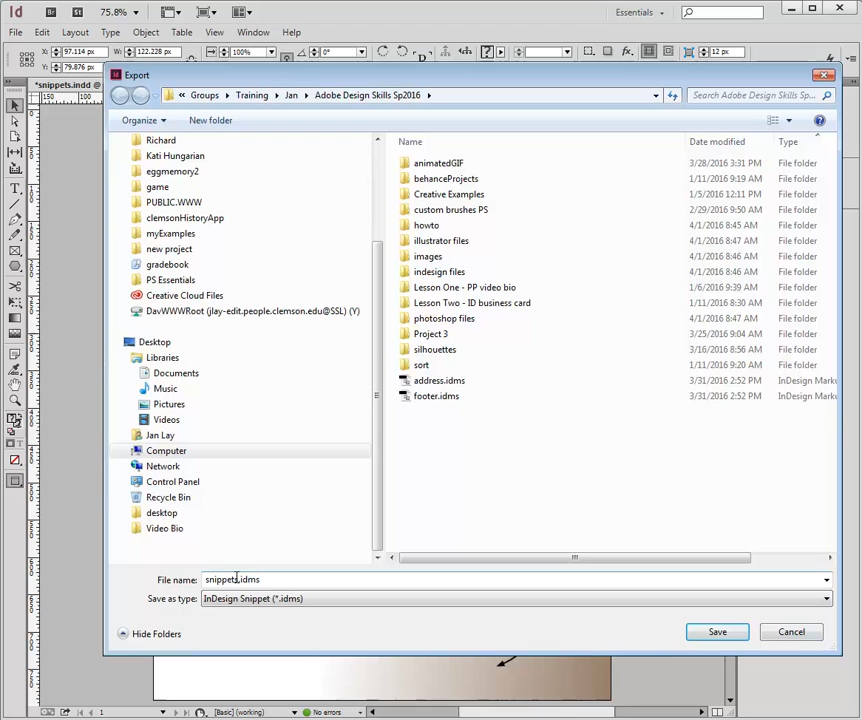 Id Br St 75.8% Essentials
File Edit Layout Type Object Table View Window Help
X: 97.114 px W: 122.228 px 100% 0° 12 px
Y: 79.876 px
*snippets.indd @
Export
« Groups Training Jan Adobe Design Skills Sp2016 Search Adobe Design Skills Sp...
Organize New folder
Name Date modified Type
Richard
Kati Hungarian
eggmemory2
game
PUBLIC.WWW
clemsonHistoryApp
myExamples
new project
gradebook
PS Essentials
Creative Cloud Files
DavWWWRoot (jlay-edit.people.clemson.edu@SSL) (Y)
Desktop
Libraries
Documents
Music
Pictures
Videos
Jan Lay
Computer
Network
Control Panel
Recycle Bin
desktop
Video Bio
animatedGIF 3/28/2016 3:31 PM File folder
behanceProjects 1/11/2016 9:19 AM File folder
Creative Examples 1/5/2016 12:11 PM File folder
custom brushes PS 2/29/2016 9:50 AM File folder
howto 4/1/2016 8:45 AM File folder
illustrator files 4/1/2016 8:47 AM File folder
images 4/1/2016 8:46 AM File folder
indesign files 4/1/2016 8:46 AM File folder
Lesson One - PP video bio 1/6/2016 9:39 AM File folder
Lesson Two - ID business card 1/11/2016 8:30 AM File folder
photoshop files 4/1/2016 8:47 AM File folder
Project 3 3/25/2016 9:04 AM File folder
silhouettes 3/16/2016 8:56 AM File folder
sort 1/11/2016 9:20 AM File folder
address.idms 3/31/2016 2:52 PM InDesign Marku
footer.idms 3/31/2016 2:52 PM InDesign Marku
File name: snippets.idms
Save as type: InDesign Snippet (*.idms)
Hide Folders Save Cancel
1 [Basic] (working) No errors